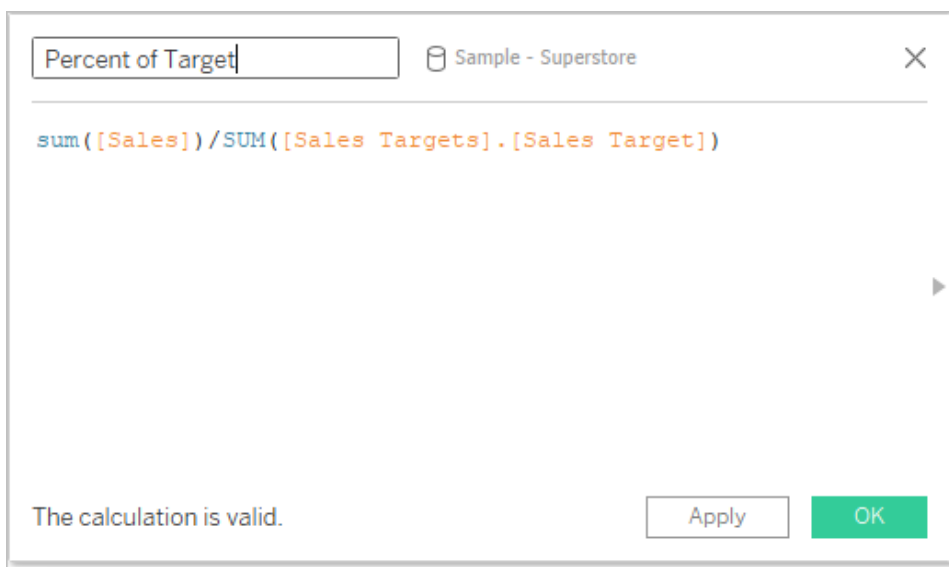 Percent of Target Sample - Superstore
sum([Sales])/SUM([Sales Targets].[Sales Target])
The calculation is valid. Apply OK